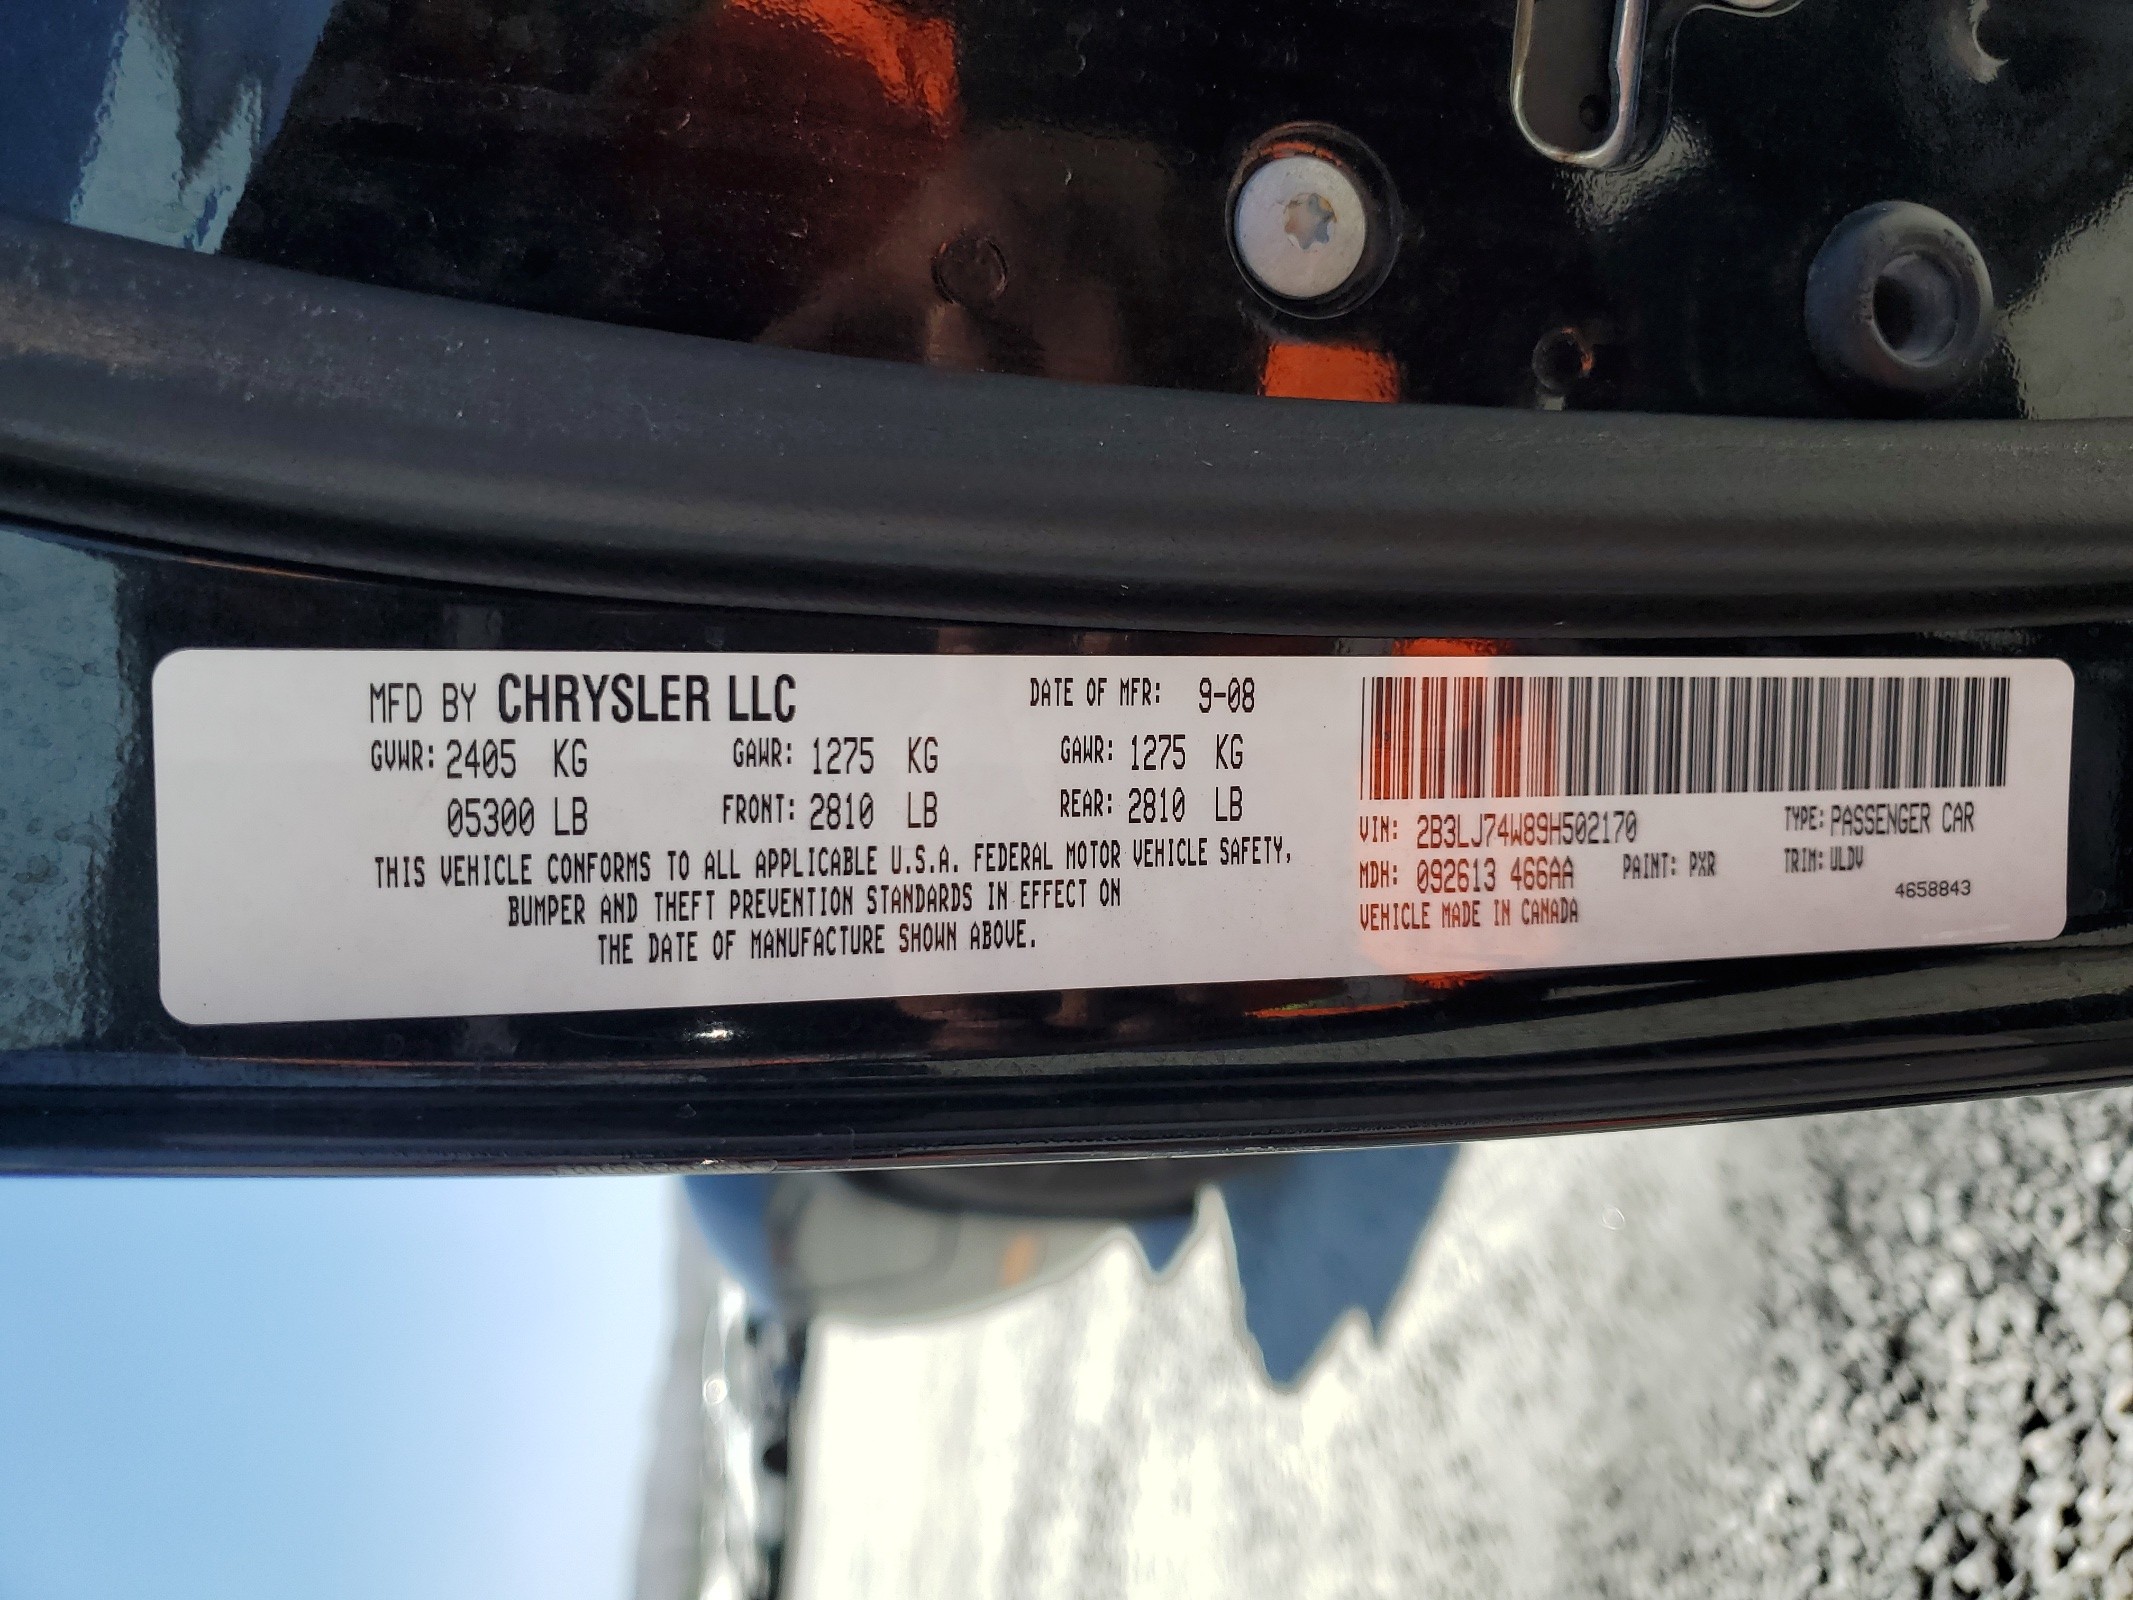 MFD BY CHRYSLER LLC DATE OF MFR: 9-08
GVWR: 2405 KG GAWR: 1275 KG GAWR: 1275 KG
05300 LB FRONT: 2810 LB REAR: 2810 LB
THIS VEHICLE CONFORMS TO ALL APPLICABLE U.S.A. FEDERAL MOTOR VEHICLE SAFETY,
BUMPER AND THEFT PREVENTION STANDARDS IN EFFECT ON
THE DATE OF MANUFACTURE SHOWN ABOVE.
VIN: 2B3LJ74W89H502170 TYPE: PASSENGER CAR
MDH: 092613 466AA PAINT: PXR TRIM: ULDV
VEHICLE MADE IN CANADA 4658843